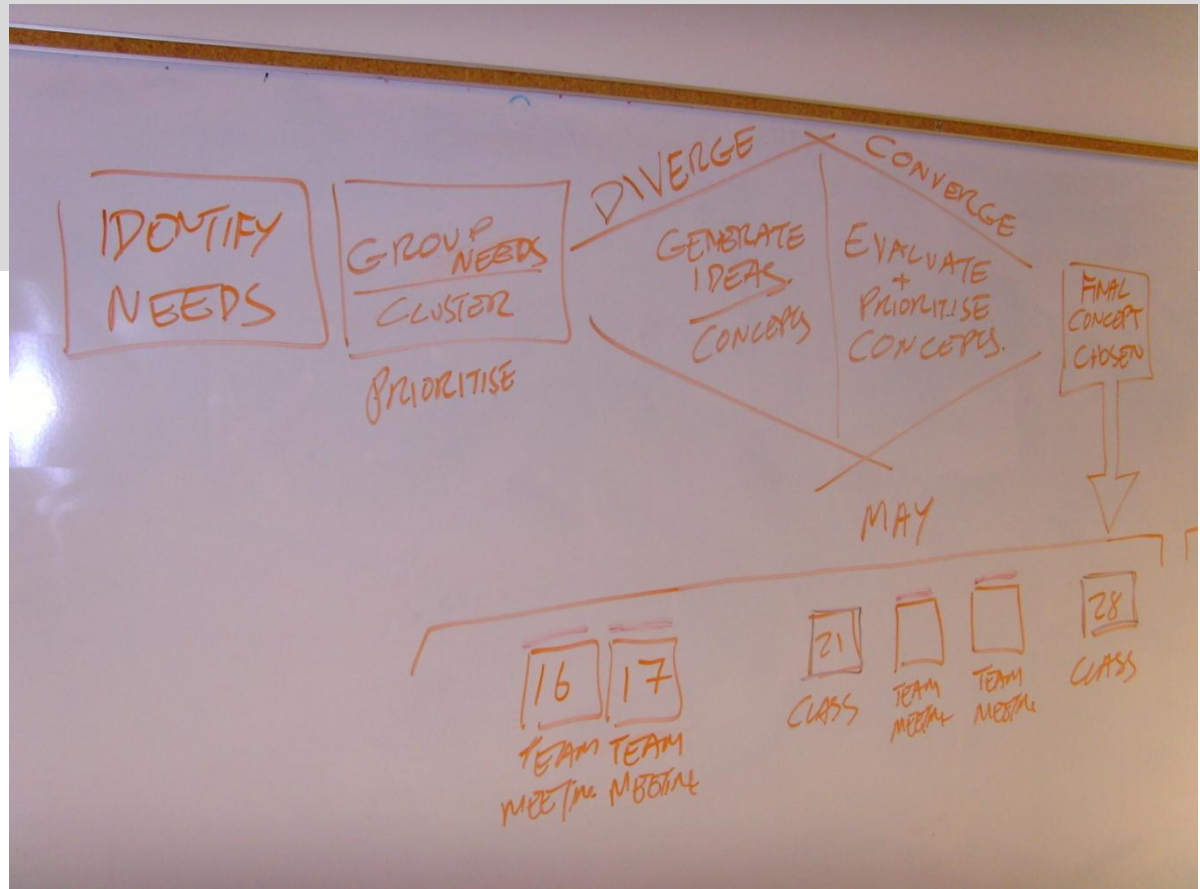 IDENTIFY
NEEDS
GROUP
NEEDS
CLUSTER
PRIORITISE
DIVERGE
GENERATE
IDEAS.
CONCEPTS
CONVERGE
EVALUATE
+
PRIORITISE
CONCEPTS.
FINAL
CONCEPT
CHOSEN
MAY
16
17
21
28
TEAM
MEETING
TEAM
MEETING
CLASS
TEAM
MEETING
TEAM
MEETING
CLASS